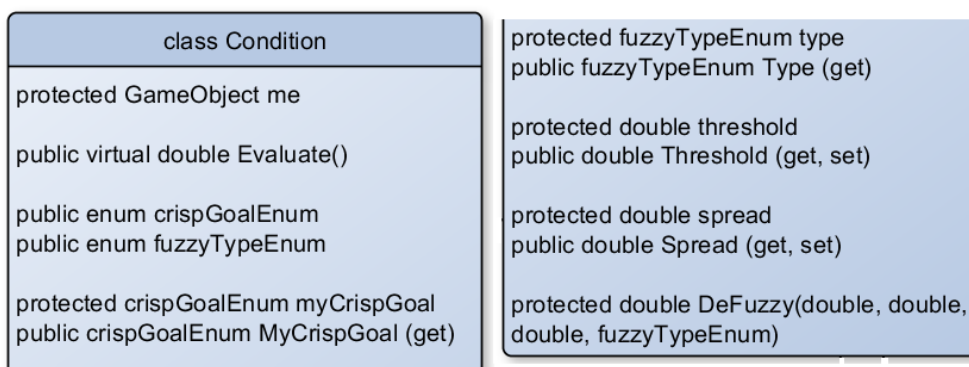 class Condition
protected GameObject me
public virtual double Evaluate()
public enum crispGoalEnum
public enum fuzzyTypeEnum
protected crispGoalEnum myCrispGoal
public crispGoalEnum MyCrispGoal (get)
protected fuzzyTypeEnum type
public fuzzyTypeEnum Type (get)
protected double threshold
public double Threshold (get, set)
protected double spread
public double Spread (get, set)
protected double DeFuzzy(double, double,
double, fuzzyTypeEnum)